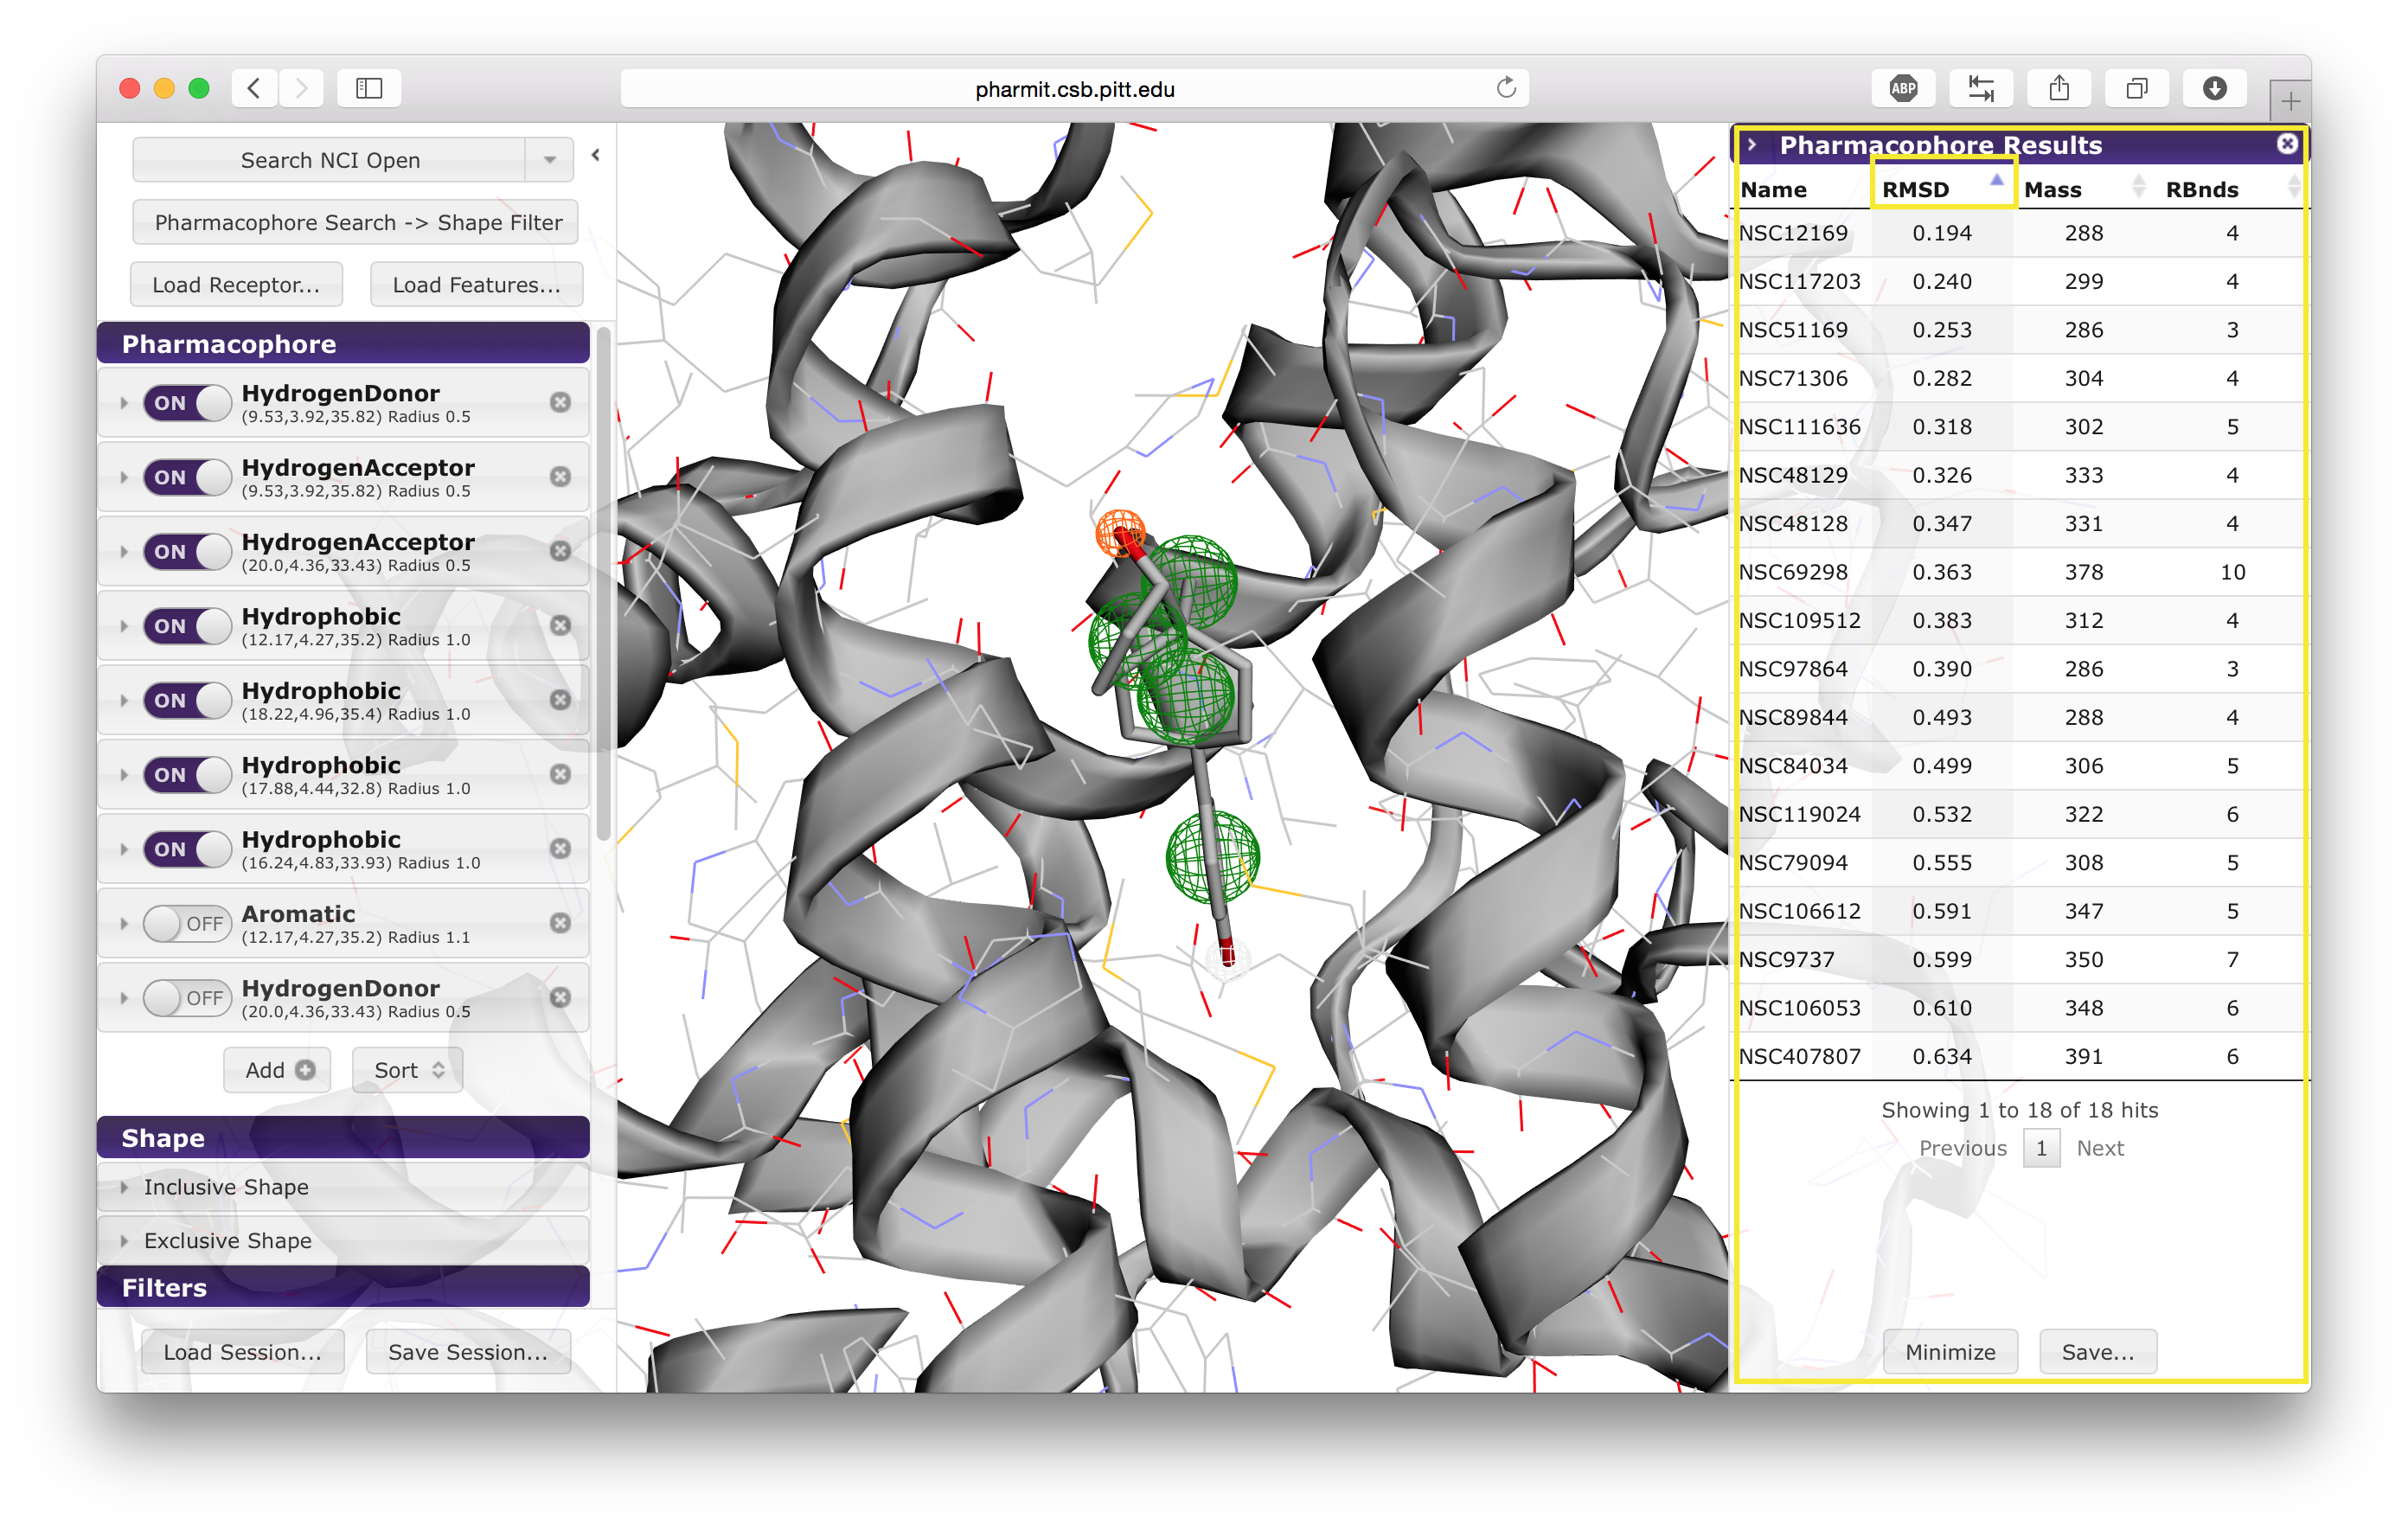 pharmit.csb.pitt.edu
ABP
Search NCI Open
Pharmacophore Search -> Shape Filter
Load Receptor...
Load Features...
Pharmacophore
ON
HydrogenDonor
(9.53,3.92,35.82) Radius 0.5
ON
HydrogenAcceptor
(9.53,3.92,35.82) Radius 0.5
ON
HydrogenAcceptor
(20.0,4.36,33.43) Radius 0.5
ON
Hydrophobic
(12.17,4.27,35.2) Radius 1.0
ON
Hydrophobic
(18.22,4.96,35.4) Radius 1.0
ON
Hydrophobic
(17.88,4.44,32.8) Radius 1.0
ON
Hydrophobic
(16.24,4.83,33.93) Radius 1.0
OFF
Aromatic
(12.17,4.27,35.2) Radius 1.1
OFF
HydrogenDonor
(20.0,4.36,33.43) Radius 0.5
Add
Sort
Shape
Inclusive Shape
Exclusive Shape
Filters
Load Session...
Save Session...
Pharmacophore Results
Name RMSD Mass RBnds
NSC12169 0.194 288 4
NSC117203 0.240 299 4
NSC51169 0.253 286 3
NSC71306 0.282 304 4
NSC111636 0.318 302 5
NSC48129 0.326 333 4
NSC48128 0.347 331 4
NSC69298 0.363 378 10
NSC109512 0.383 312 4
NSC97864 0.390 286 3
NSC89844 0.493 288 4
NSC84034 0.499 306 5
NSC119024 0.532 322 6
NSC79094 0.555 308 5
NSC106612 0.591 347 5
NSC9737 0.599 350 7
NSC106053 0.610 348 6
NSC407807 0.634 391 6
Showing 1 to 18 of 18 hits
Previous 1 Next
Minimize
Save...